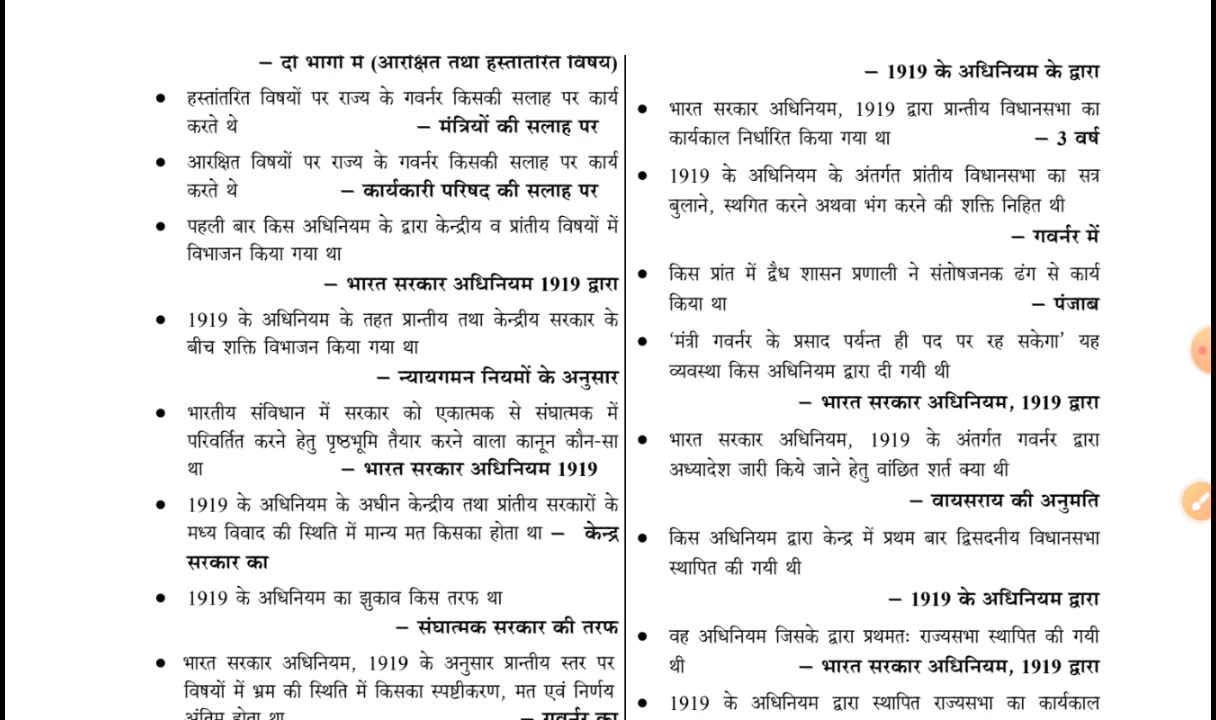 – दो भागों में (आरक्षित तथा हस्तांतरित विषय)
● हस्तांतरित विषयों पर राज्य के गवर्नर किसकी सलाह पर कार्य
करते थे – मंत्रियों की सलाह पर
● आरक्षित विषयों पर राज्य के गवर्नर किसकी सलाह पर कार्य
करते थे – कार्यकारी परिषद की सलाह पर
● पहली बार किस अधिनियम के द्वारा केन्द्रीय व प्रांतीय विषयों में
विभाजन किया गया था
– भारत सरकार अधिनियम 1919 द्वारा
● 1919 के अधिनियम के तहत प्रान्तीय तथा केन्द्रीय सरकार के
बीच शक्ति विभाजन किया गया था
– न्यायगमन नियमों के अनुसार
● भारतीय संविधान में सरकार को एकात्मक से संघात्मक में
परिवर्तित करने हेतु पृष्ठभूमि तैयार करने वाला कानून कौन-सा
था – भारत सरकार अधिनियम 1919
● 1919 के अधिनियम के अधीन केन्द्रीय तथा प्रांतीय सरकारों के
मध्य विवाद की स्थिति में मान्य मत किसका होता था – केन्द्र
सरकार का
● 1919 के अधिनियम का झुकाव किस तरफ था
– संघात्मक सरकार की तरफ
● भारत सरकार अधिनियम, 1919 के अनुसार प्रान्तीय स्तर पर
विषयों में भ्रम की स्थिति में किसका स्पष्टीकरण, मत एवं निर्णय
अंतिम होता था – गवर्नर का
– 1919 के अधिनियम के द्वारा
● भारत सरकार अधिनियम, 1919 द्वारा प्रान्तीय विधानसभा का
कार्यकाल निर्धारित किया गया था – 3 वर्ष
● 1919 के अधिनियम के अंतर्गत प्रांतीय विधानसभा का सत्र
बुलाने, स्थगित करने अथवा भंग करने की शक्ति निहित थी
– गवर्नर में
● किस प्रांत में द्वैध शासन प्रणाली ने संतोषजनक ढंग से कार्य
किया था – पंजाब
● ‘मंत्री गवर्नर के प्रसाद पर्यन्त ही पद पर रह सकेगा’ यह
व्यवस्था किस अधिनियम द्वारा दी गयी थी
– भारत सरकार अधिनियम, 1919 द्वारा
● भारत सरकार अधिनियम, 1919 के अंतर्गत गवर्नर द्वारा
अध्यादेश जारी किये जाने हेतु वांछित शर्त क्या थी
– वायसराय की अनुमति
● किस अधिनियम द्वारा केन्द्र में प्रथम बार द्विसदनीय विधानसभा
स्थापित की गयी थी
– 1919 के अधिनियम द्वारा
● वह अधिनियम जिसके द्वारा प्रथमतः राज्यसभा स्थापित की गयी
थी – भारत सरकार अधिनियम, 1919 द्वारा
● 1919 के अधिनियम द्वारा स्थापित राज्यसभा का कार्यकाल